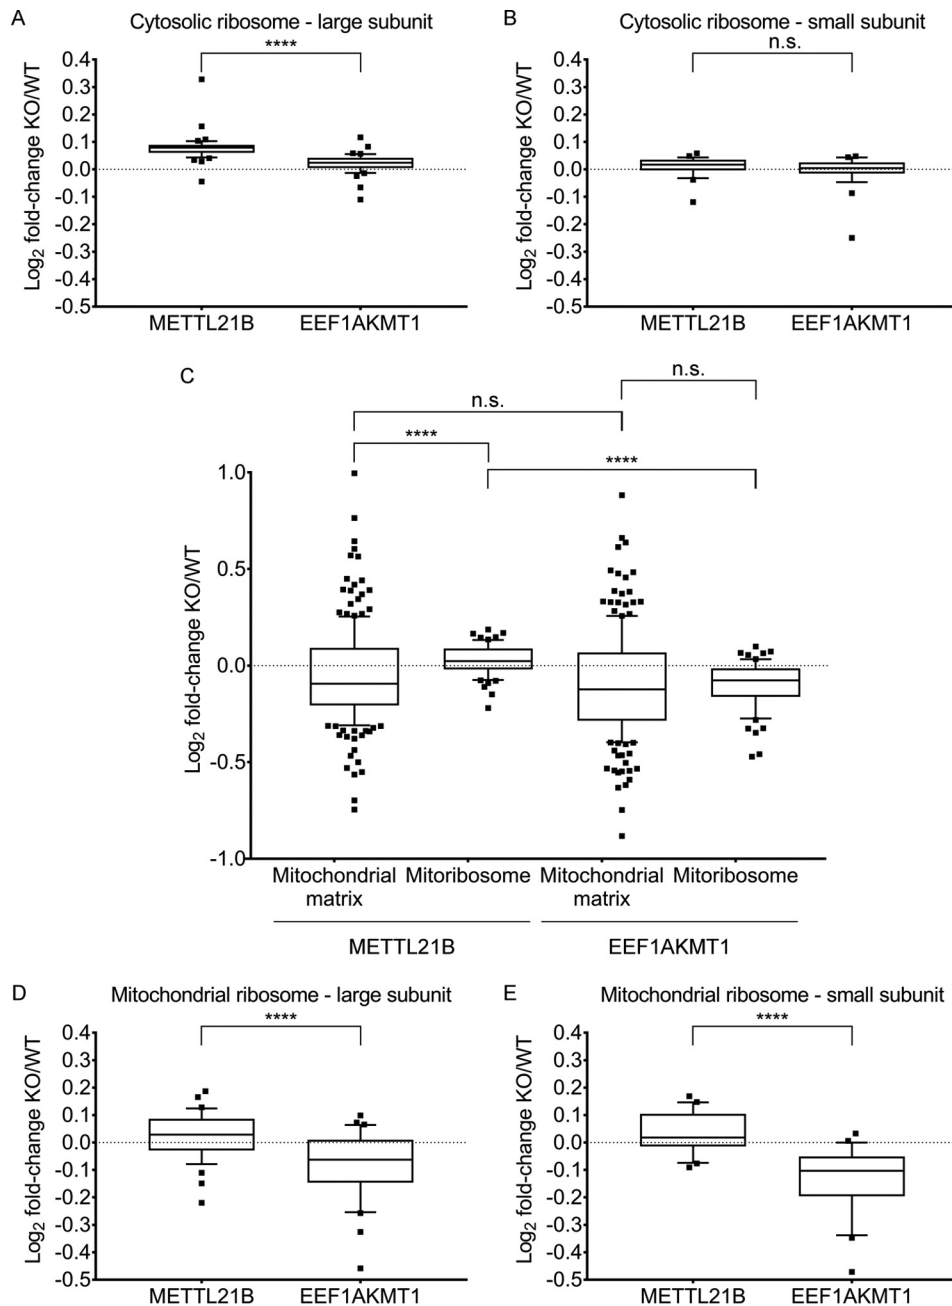 A Cytosolic ribosome - large subunit
****
Log2 fold-change KO/WT
0.4
0.3
0.2
0.1
0.0
-0.1
-0.2
-0.3
-0.4
-0.5
METTL21B EEF1AKMT1
B Cytosolic ribosome - small subunit
n.s.
Log2 fold-change KO/WT
0.4
0.3
0.2
0.1
0.0
-0.1
-0.2
-0.3
-0.4
-0.5
METTL21B EEF1AKMT1
C
n.s.
n.s.
****
****
Log2 fold-change KO/WT
1.0
0.5
0.0
-0.5
-1.0
Mitochondrial Mitoribosome Mitochondrial Mitoribosome
matrix matrix
METTL21B EEF1AKMT1
D Mitochondrial ribosome - large subunit
****
Log2 fold-change KO/WT
0.4
0.3
0.2
0.1
0.0
-0.1
-0.2
-0.3
-0.4
-0.5
METTL21B EEF1AKMT1
E Mitochondrial ribosome - small subunit
****
Log2 fold-change KO/WT
0.4
0.3
0.2
0.1
0.0
-0.1
-0.2
-0.3
-0.4
-0.5
METTL21B EEF1AKMT1